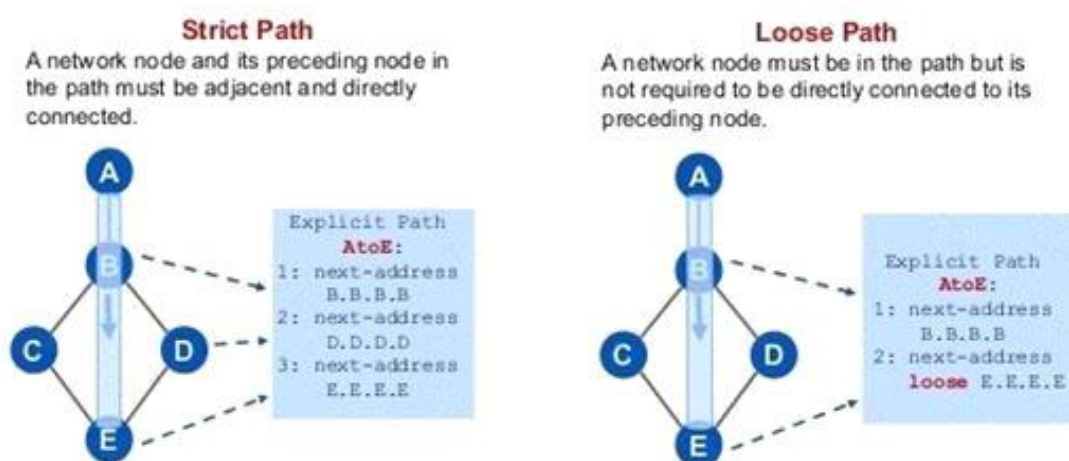 Strict Path
A network node and its preceding node in
the path must be adjacent and directly
connected.
A
B
C
D
E
Explicit Path
AtoE:
1: next-address
B.B.B.B
2: next-address
D.D.D.D
3: next-address
E.E.E.E
Loose Path
A network node must be in the path but is
not required to be directly connected to its
preceding node.
A
B
C
D
E
Explicit Path
AtoE:
1: next-address
B.B.B.B
2: next-address
loose E.E.E.E